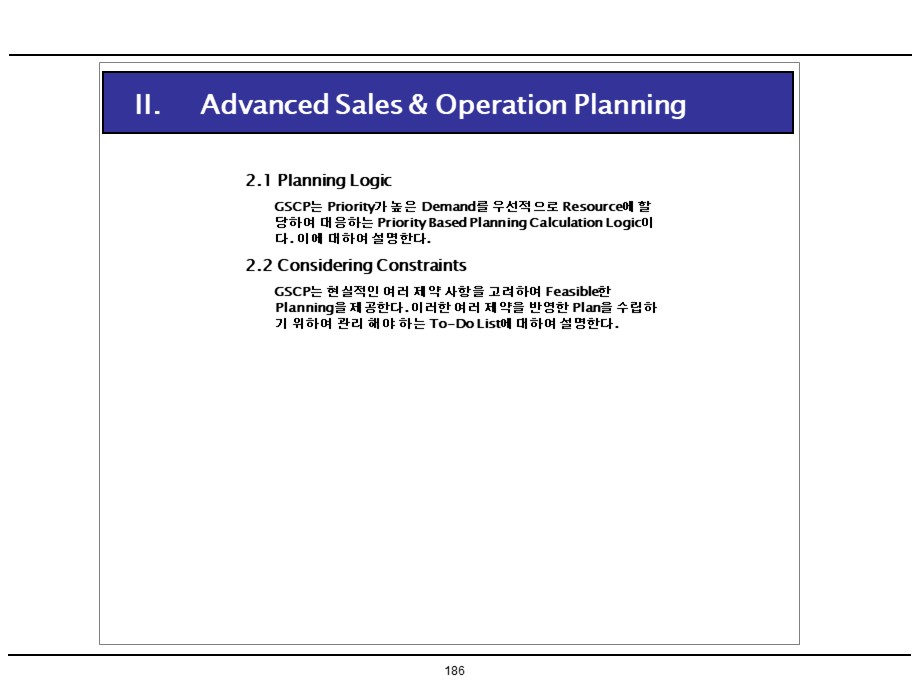 II. Advanced Sales & Operation Planning
2.1 Planning Logic
GSCP는 Priority가 높은 Demand를 우선적으로 Resource에 할
당하여 대응하는 Priority Based Planning Calculation Logic이
다. 이에 대하여 설명한다.
2.2 Considering Constraints
GSCP는 현실적인 여러 제약 사항을 고려하여 Feasible한
Planning을 제공한다. 이러한 여러 제약을 반영한 Plan을 수립하
기 위하여 관리 해야 하는 To-Do List에 대하여 설명한다.
186